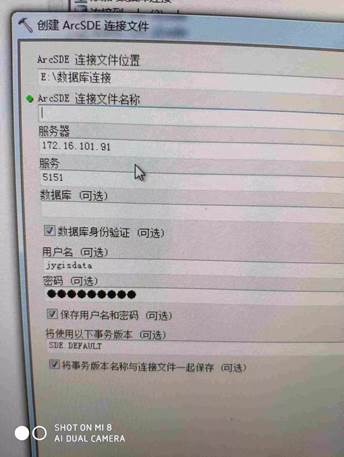 创建 ArcSDE 连接文件
ArcSDE 连接文件位置
E:\数据库连接
ArcSDE 连接文件名称
服务器
172.16.101.91
服务
5151
数据库 (可选)
数据库身份验证 (可选)
用户名 (可选)
jygizdata
密码 (可选)
●●●●●●●●●
保存用户名和密码 (可选)
将使用以下事务版本 (可选)
SDE.DEFAULT
将事务版本名称与连接文件一起保存 (可选)
SHOT ON MI 8
AI DUAL CAMERA